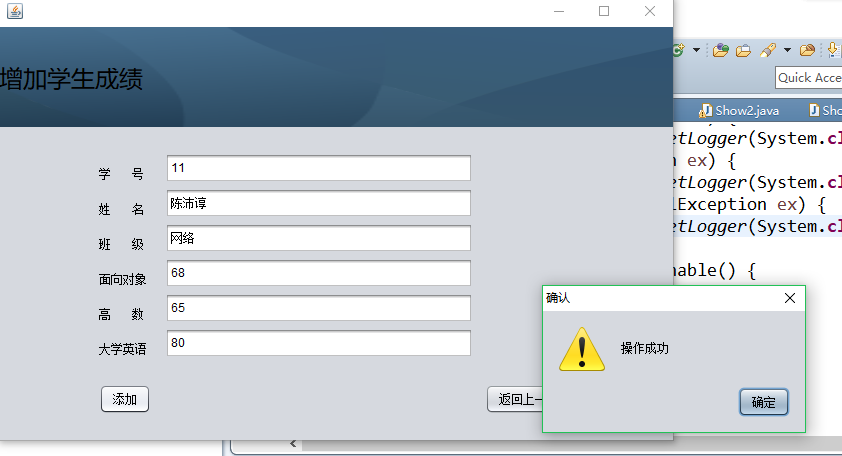 增加学生成绩
学 号 11
姓 名 陈沛谆
班 级 网络
面向对象 68
高 数 65
大学英语 80
添加
返回上一
确认
操作成功
确定
Quick Acce
Show2.java
Sho
) {
etLogger(System.cl
ex) {
etLogger(System.cl
lException ex) {
etLogger(System.cl
nable() {